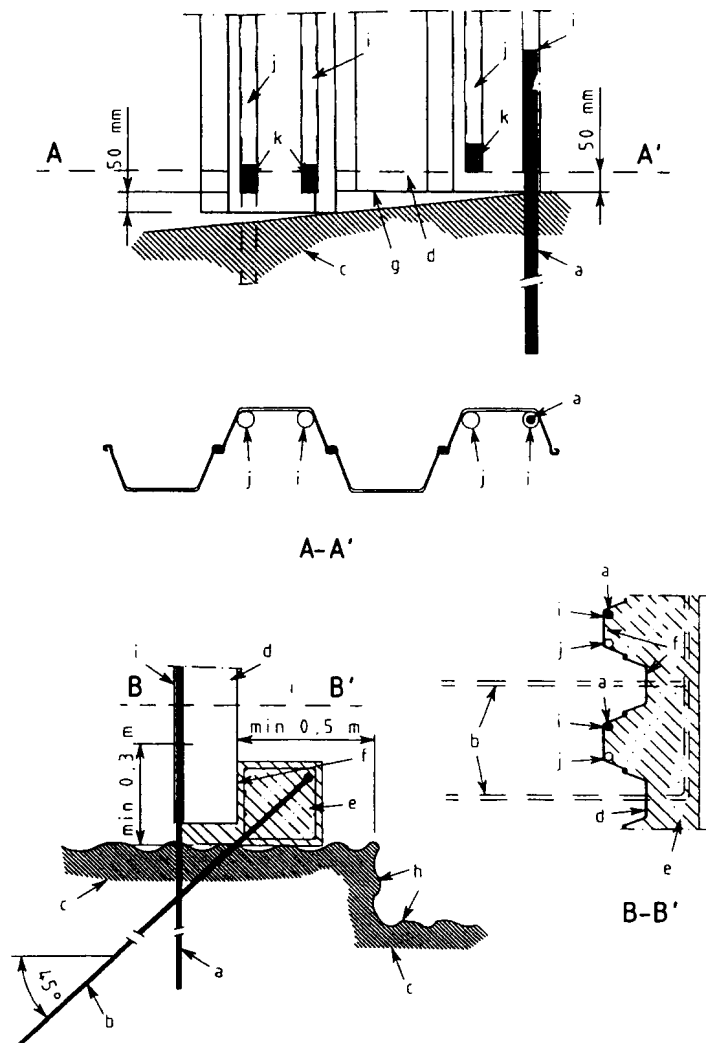 j i j i
k k
A 50 mm 50 mm A'
c g d a
a
j i j i
A-A'
i d
B B'
min 0,5 m
min 0,3 m
f
e
h
c
a
c
45°
b
a
i
f
j
a
i
b
j
d
e
B-B'